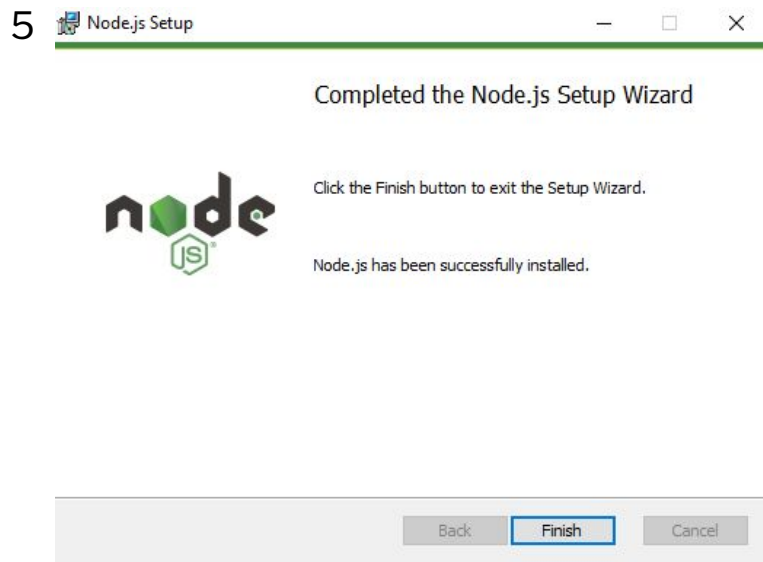 5
Node.js Setup
Completed the Node.js Setup Wizard
node
JS
Click the Finish button to exit the Setup Wizard.
Node.js has been successfully installed.
Back Finish Cancel